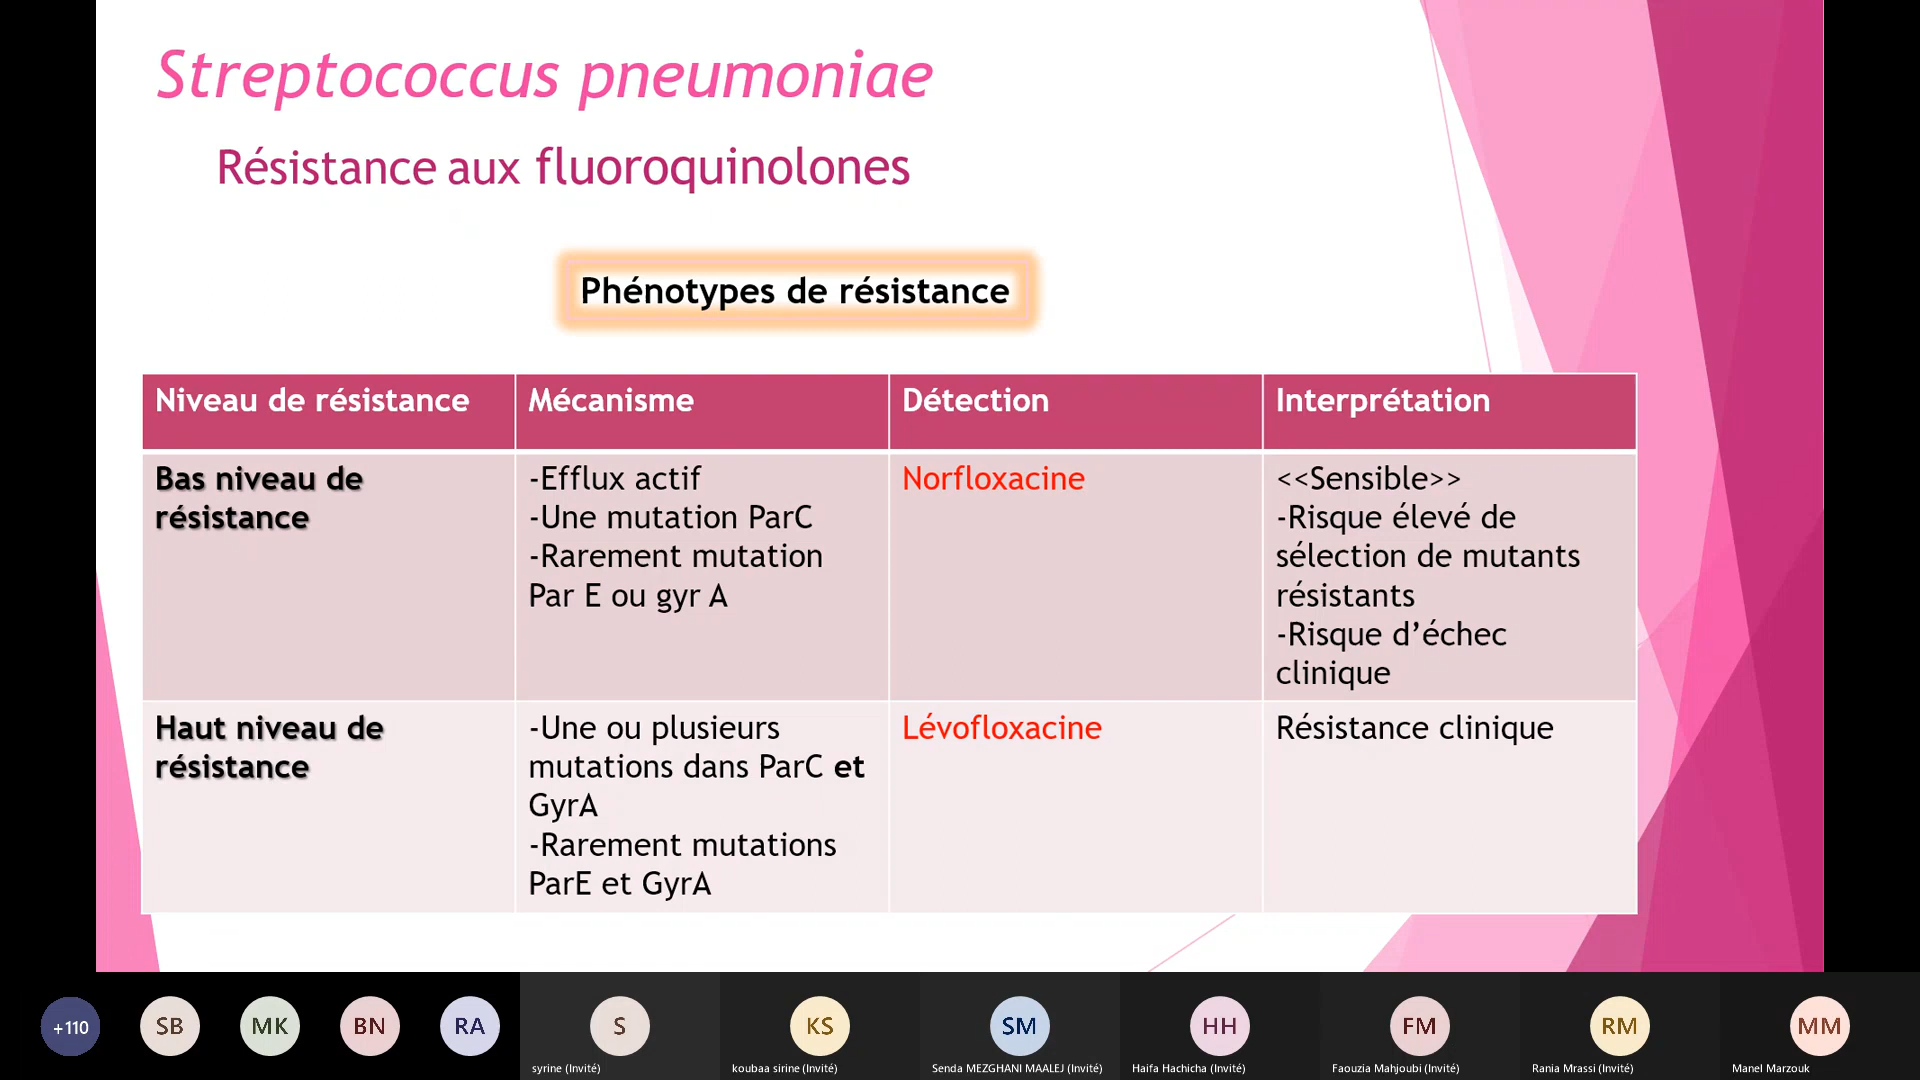 Streptococcus pneumoniae
Résistance aux fluoroquinolones
Phénotypes de résistance
Niveau de résistance
Mécanisme
Détection
Interprétation
Bas niveau de
résistance
-Efflux actif
-Une mutation ParC
-Rarement mutation
Par E ou gyr A
Norfloxacine
<<Sensible>>
-Risque élevé de
sélection de mutants
résistants
-Risque d’échec
clinique
Haut niveau de
résistance
-Une ou plusieurs
mutations dans ParC et
GyrA
-Rarement mutations
ParE et GyrA
Lévofloxacine
Résistance clinique
+110
SB
MK
BN
RA
S
syrine (Invité)
KS
koubaa sirine (Invité)
SM
Senda MEZGHANI MAALEJ (Invité)
HH
Haifa Hachicha (Invité)
FM
Faouzia Mahjoubi (Invité)
RM
Rania Mrassi (Invité)
MM
Manel Marzouk